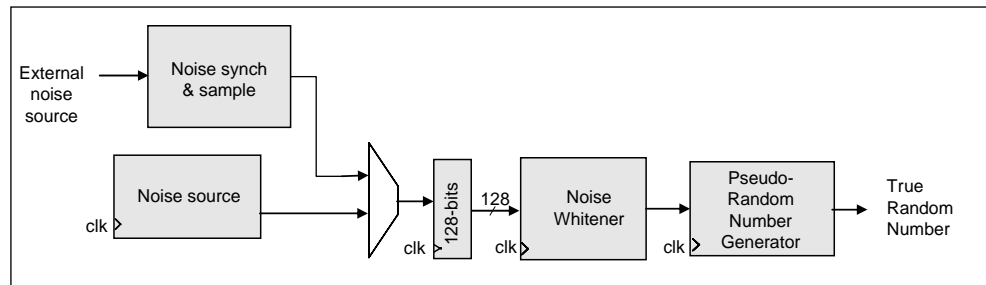 External
noise
source
Noise synch
& sample
Noise source
clk
128-bits
clk
128
Noise
Whitener
clk
Pseudo-
Random
Number
Generator
clk
True
Random
Number